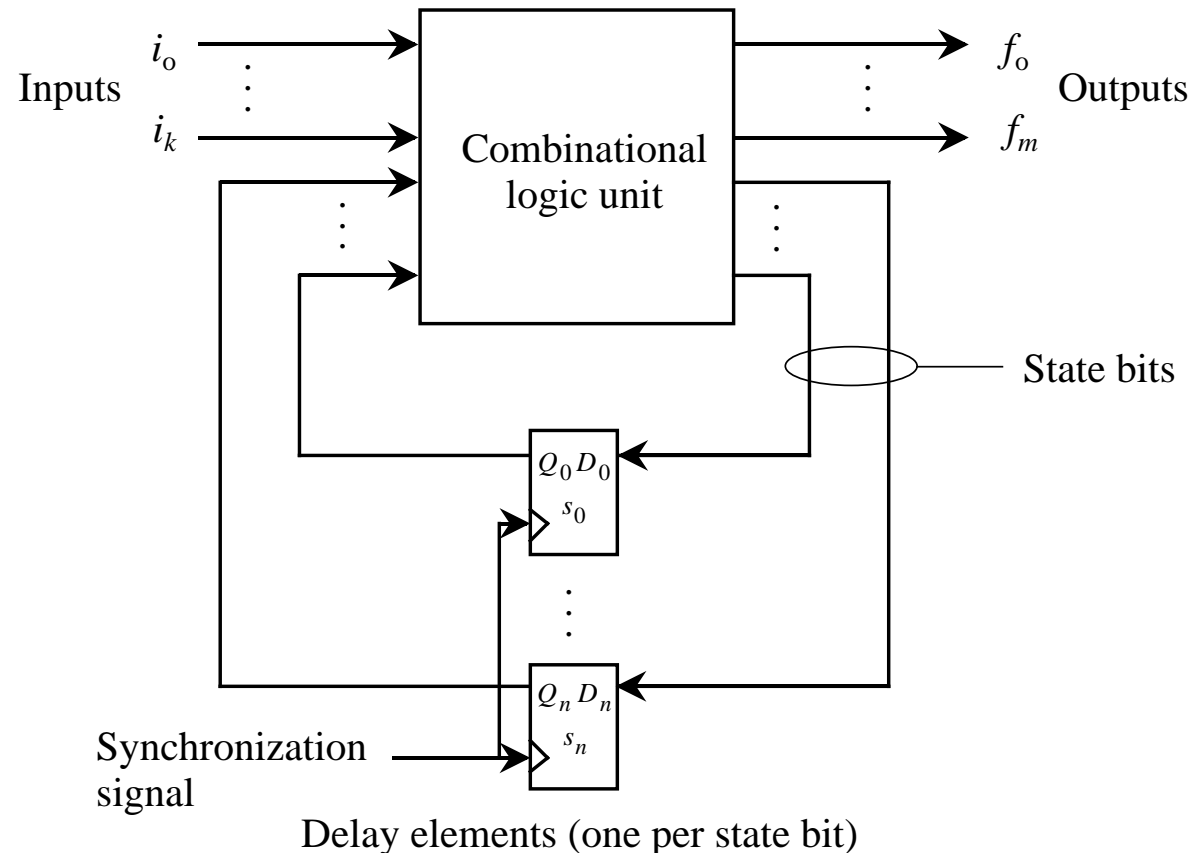 i₀
Inputs
iₖ
Combinational
logic unit
fₒ
Outputs
fₘ
State bits
Q₀ D₀
s₀
Qₙ Dₙ
sₙ
Synchronization
signal
Delay elements (one per state bit)